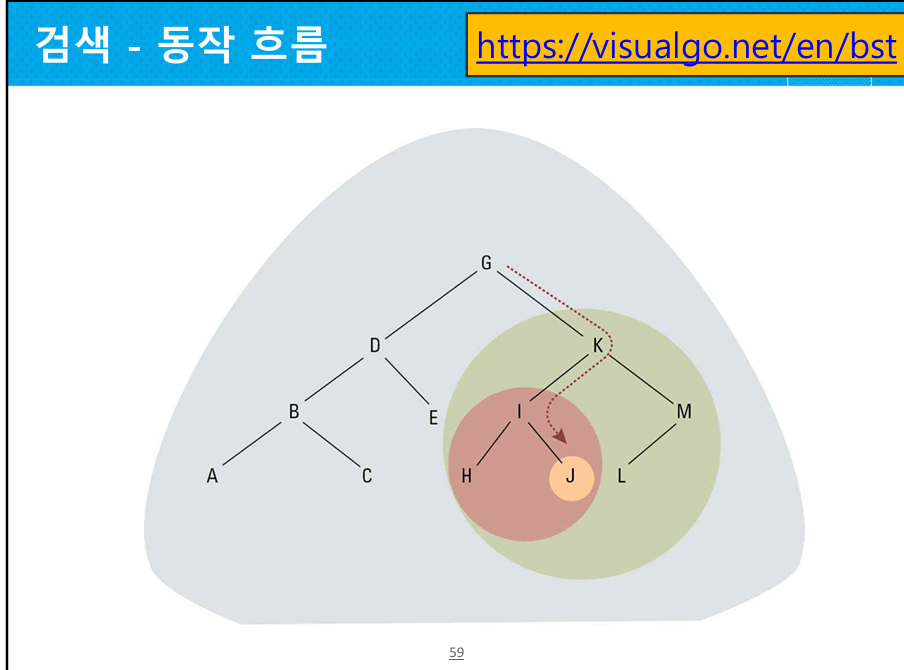 검색 - 동작 흐름
https://visualgo.net/en/bst
G
D
K
B
E
I
M
A
C
H
J
L
59